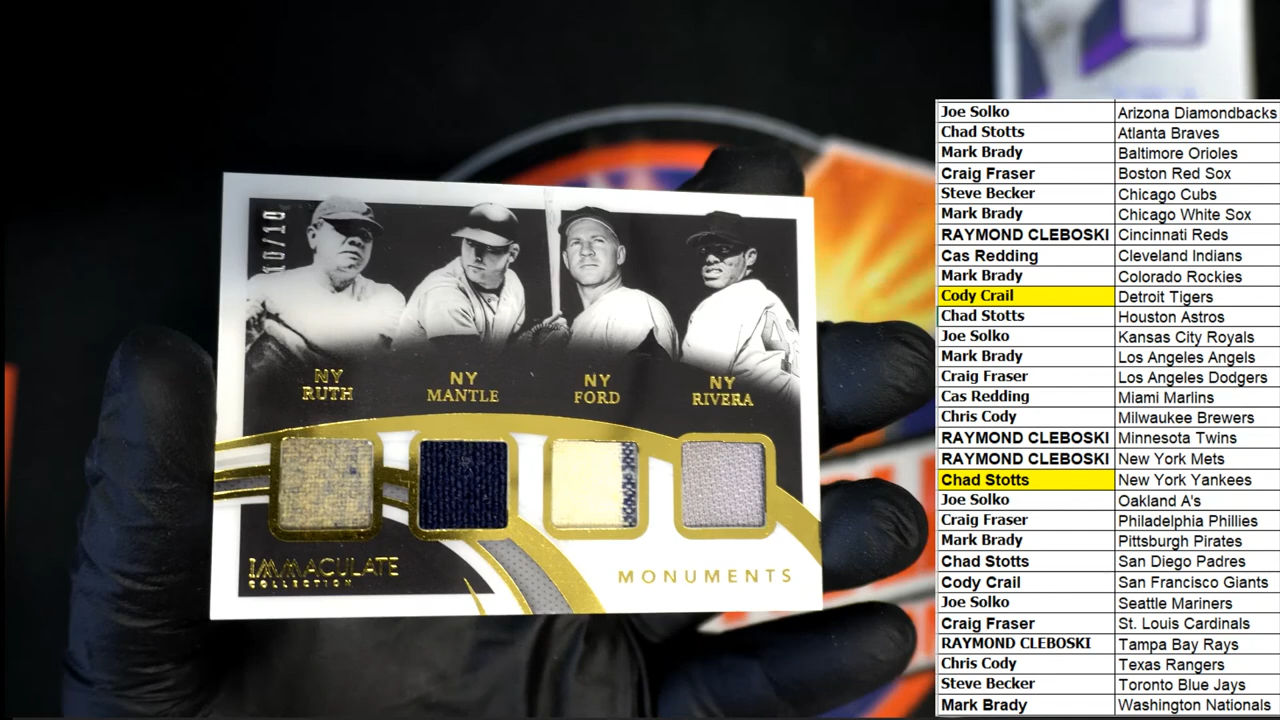 10/10
NY
RUTH
NY
MANTLE
NY
FORD
NY
RIVERA
IMMACULATE
COLLECTION
MONUMENTS
Joe Solko Arizona Diamondbacks
Chad Stotts Atlanta Braves
Mark Brady Baltimore Orioles
Craig Fraser Boston Red Sox
Steve Becker Chicago Cubs
Mark Brady Chicago White Sox
RAYMOND CLEBOSKI Cincinnati Reds
Cas Redding Cleveland Indians
Mark Brady Colorado Rockies
Cody Crail Detroit Tigers
Chad Stotts Houston Astros
Joe Solko Kansas City Royals
Mark Brady Los Angeles Angels
Craig Fraser Los Angeles Dodgers
Cas Redding Miami Marlins
Chris Cody Milwaukee Brewers
RAYMOND CLEBOSKI Minnesota Twins
RAYMOND CLEBOSKI New York Mets
Chad Stotts New York Yankees
Joe Solko Oakland A's
Craig Fraser Philadelphia Phillies
Mark Brady Pittsburgh Pirates
Chad Stotts San Diego Padres
Cody Crail San Francisco Giants
Joe Solko Seattle Mariners
Craig Fraser St. Louis Cardinals
RAYMOND CLEBOSKI Tampa Bay Rays
Chris Cody Texas Rangers
Steve Becker Toronto Blue Jays
Mark Brady Washington Nationals